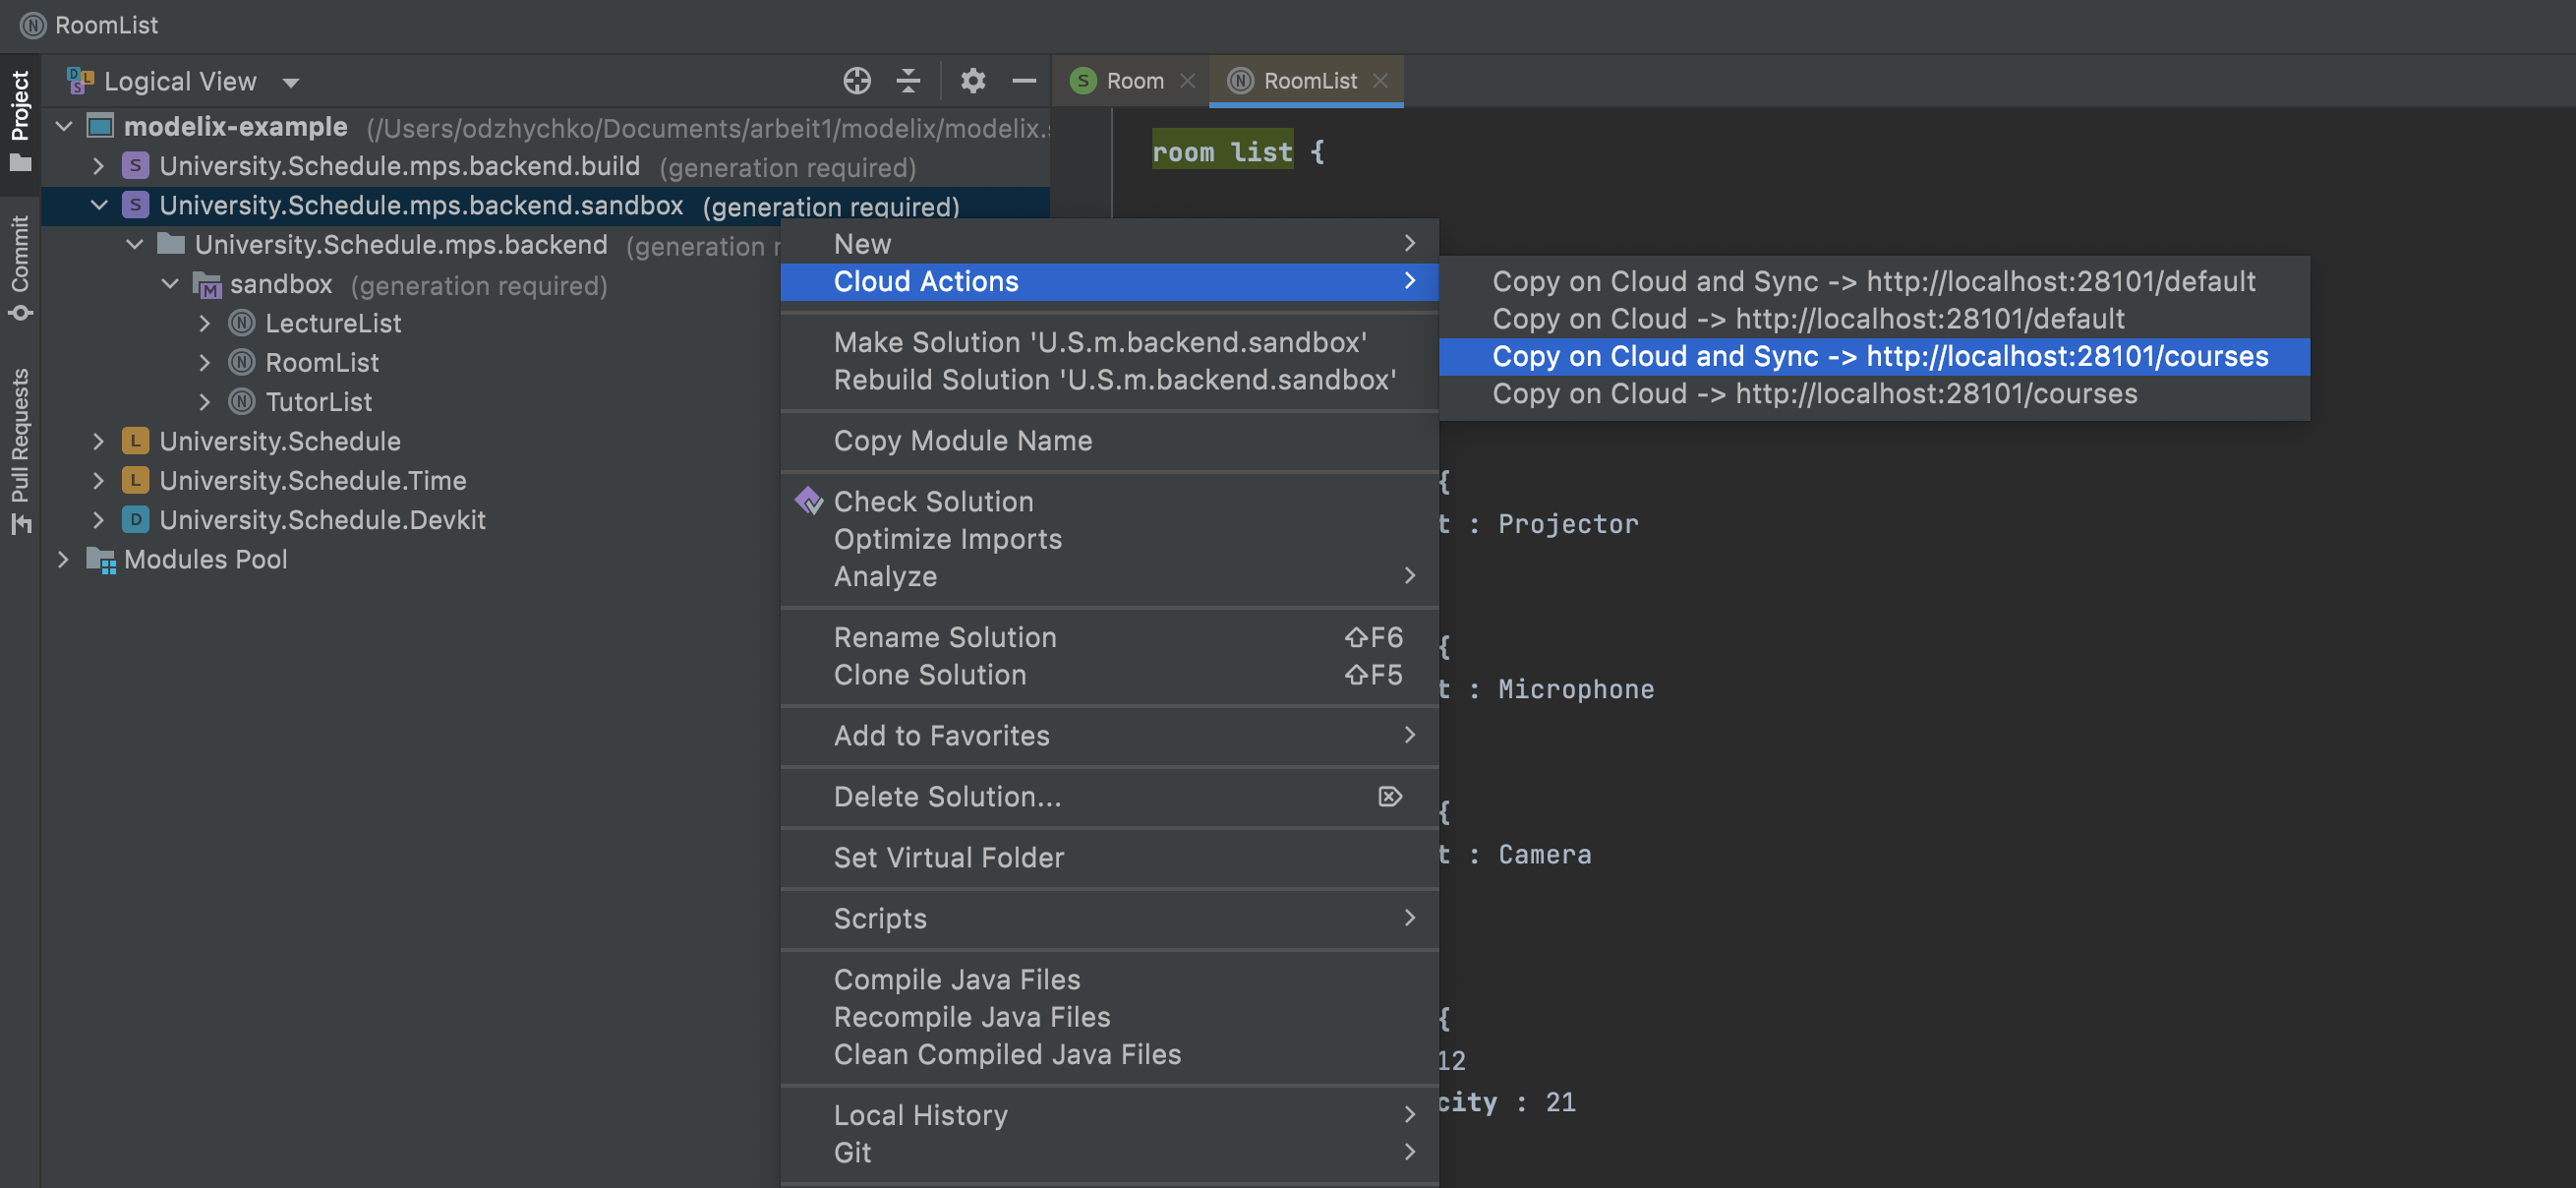 RoomList
Project
Commit
Pull Requests
Logical View
modelix-example (/Users/odzhychko/Documents/arbeit1/modelix/modelix.
University.Schedule.mps.backend.build (generation required)
University.Schedule.mps.backend.sandbox (generation required)
University.Schedule.mps.backend (generation
sandbox (generation required)
LectureList
RoomList
TutorList
University.Schedule
University.Schedule.Time
University.Schedule.Devkit
Modules Pool
New
Cloud Actions
Make Solution 'U.S.m.backend.sandbox'
Rebuild Solution 'U.S.m.backend.sandbox'
Copy Module Name
Check Solution
Optimize Imports
Analyze
Rename Solution ⇧F6
Clone Solution ⇧F5
Add to Favorites
Delete Solution...
Set Virtual Folder
Scripts
Compile Java Files
Recompile Java Files
Clean Compiled Java Files
Local History
Git
Copy on Cloud and Sync -> http://localhost:28101/default
Copy on Cloud -> http://localhost:28101/default
Copy on Cloud and Sync -> http://localhost:28101/courses
Copy on Cloud -> http://localhost:28101/courses
Room
RoomList
room list {
{
t : Projector
{
t : Microphone
{
t : Camera
{
12
city : 21